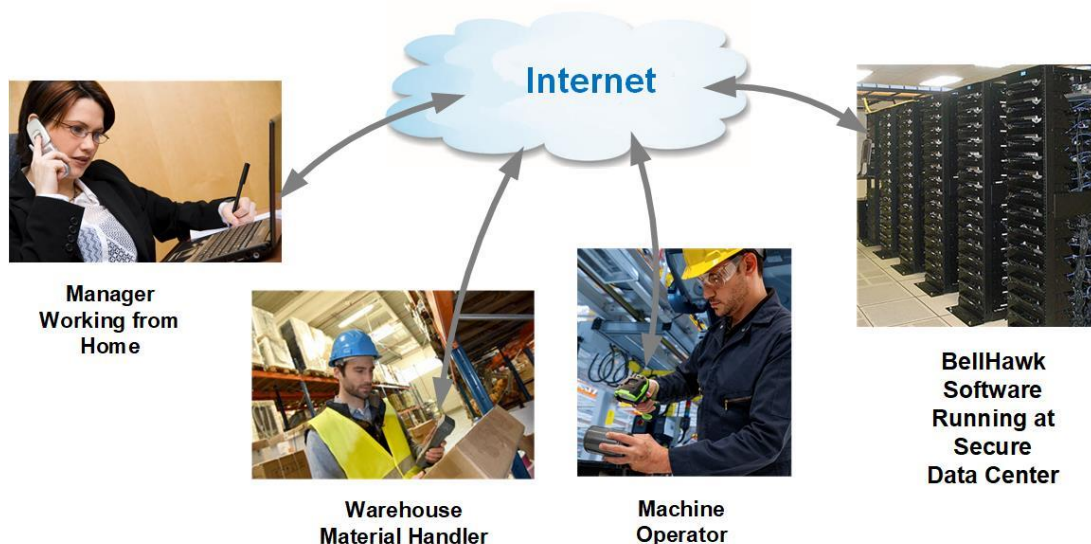 Internet
Manager
Working from
Home
Warehouse
Material Handler
Machine
Operator
BellHawk
Software
Running at
Secure
Data Center